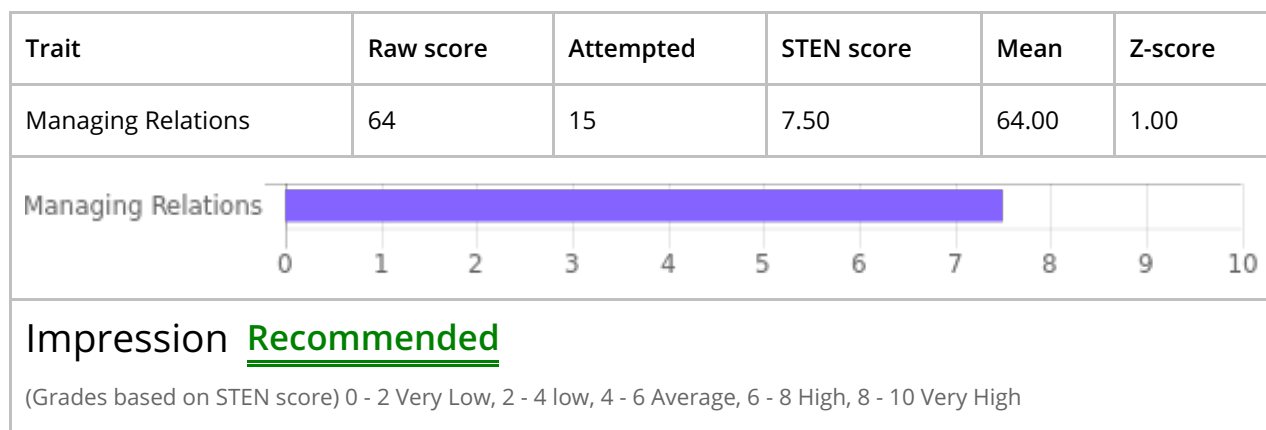 Trait Raw score Attempted STEN score Mean Z-score
Managing Relations 64 15 7.50 64.00 1.00
Managing Relations
0 1 2 3 4 5 6 7 8 9 10
Impression Recommended
(Grades based on STEN score) 0 - 2 Very Low, 2 - 4 low, 4 - 6 Average, 6 - 8 High, 8 - 10 Very High